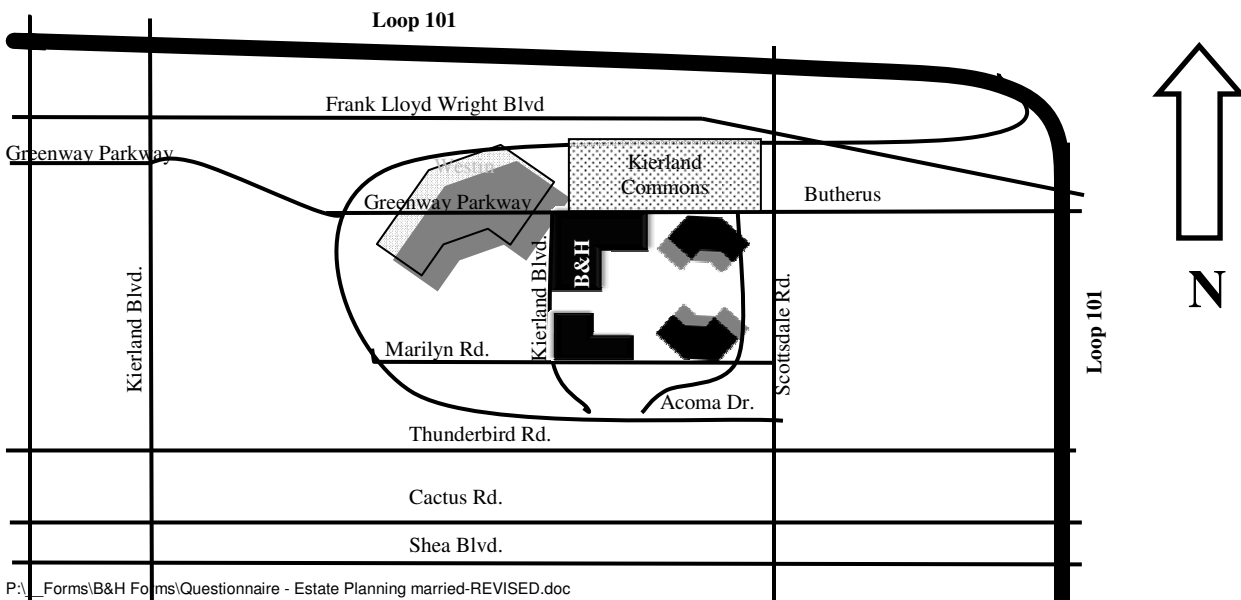 Loop 101
Frank Lloyd Wright Blvd
Greenway Parkway
Westin
Kierland
Commons
Greenway Parkway
Butherus
B&H
Kierland Blvd.
Kierland Blvd.
Scottsdale Rd.
Loop 101
N
Marilyn Rd.
Acoma Dr.
Thunderbird Rd.
Cactus Rd.
Shea Blvd.
P:\__Forms\B&H Forms\Questionnaire - Estate Planning married-REVISED.doc